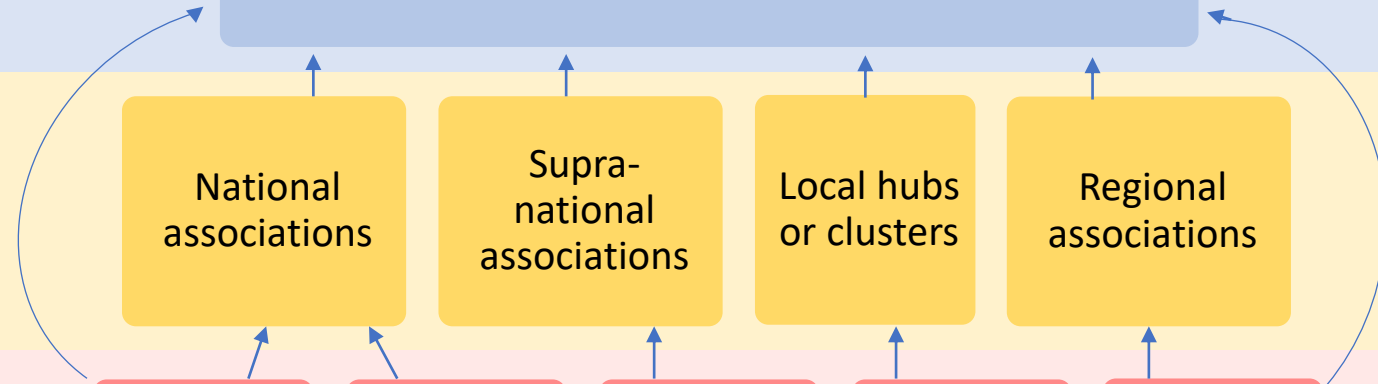 National
associations
Supra-
national
associations
Local hubs
or clusters
Regional
associations